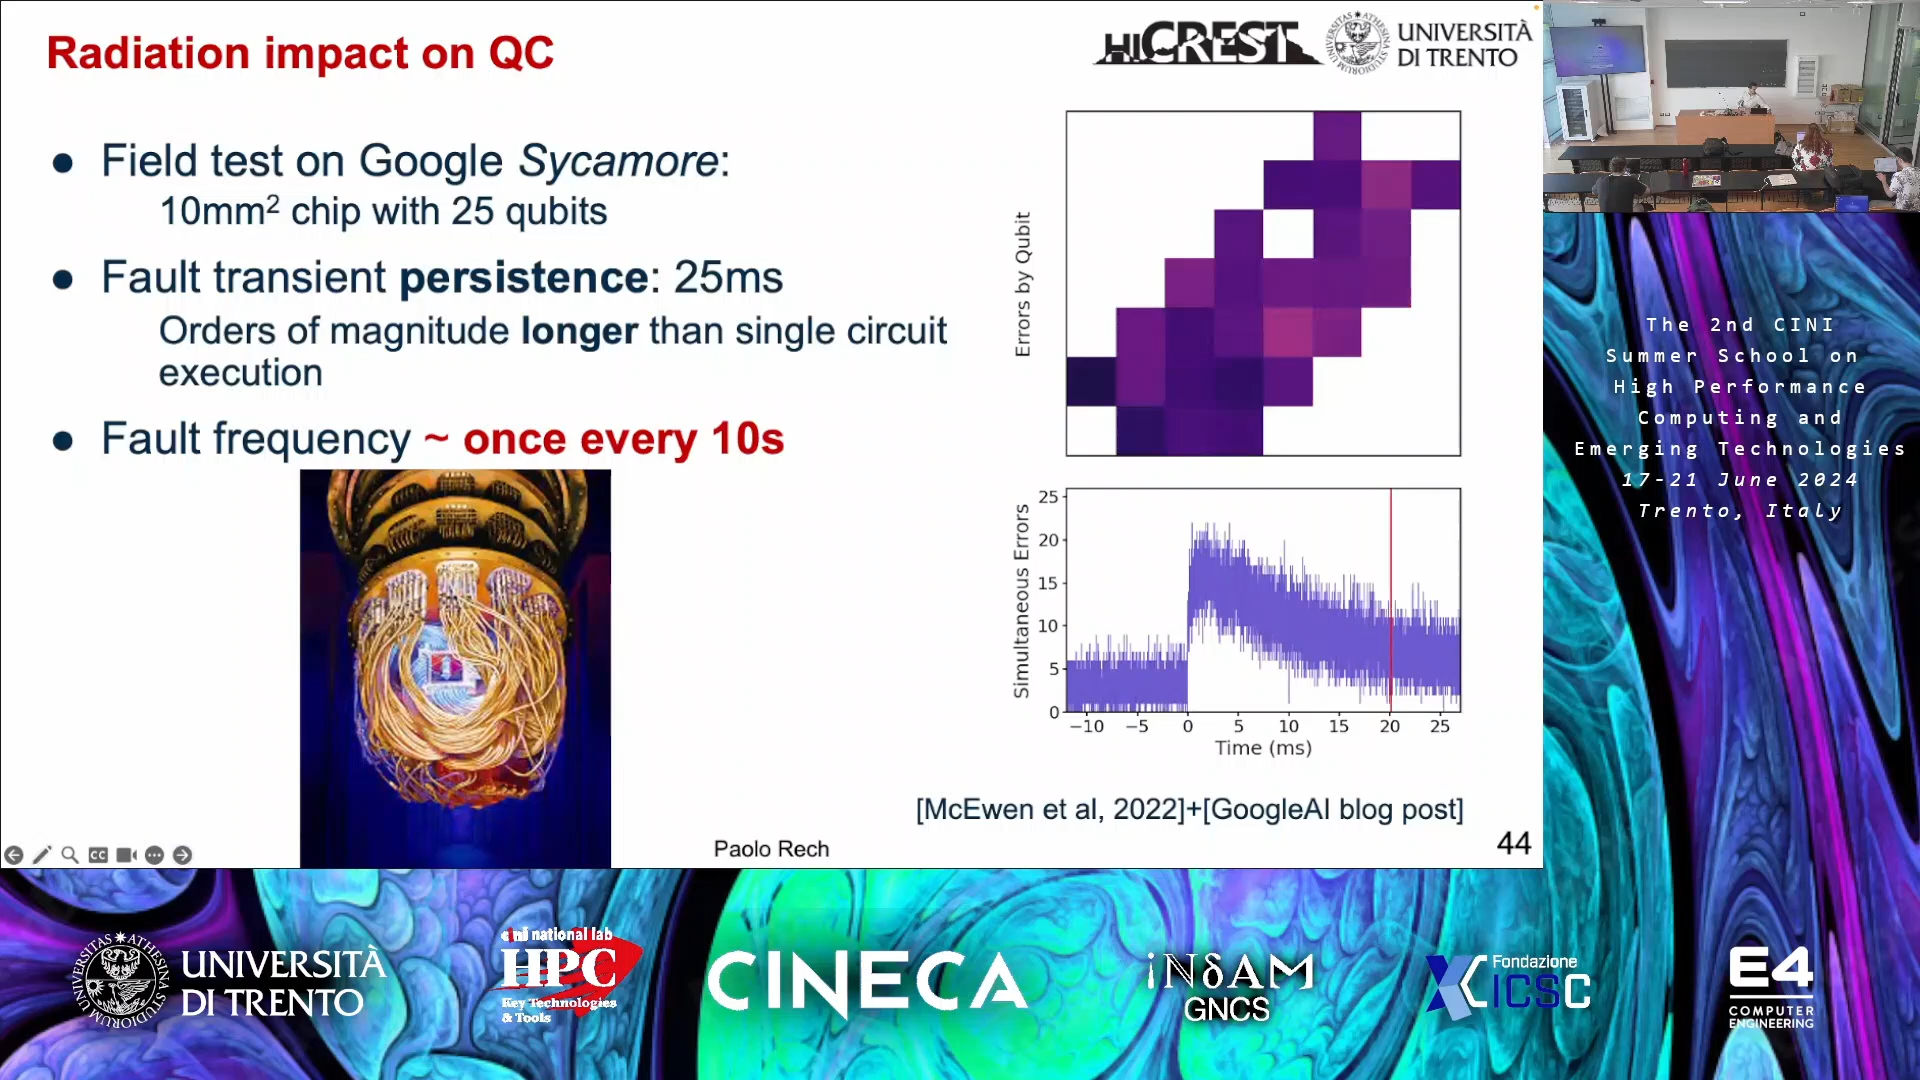 Radiation impact on QC
HiCREST
UNIVERSITÀ
DI TRENTO
● Field test on Google Sycamore:
10mm² chip with 25 qubits
● Fault transient persistence: 25ms
Orders of magnitude longer than single circuit
execution
● Fault frequency ~ once every 10s
Errors by Qubit
Simultaneous Errors
25
20
15
10
5
0
−10 −5 0 5 10 15 20 25
Time (ms)
[McEwen et al, 2022]+[GoogleAI blog post]
Paolo Rech
44
CC
The 2nd CINI
Summer School on
High Performance
Computing and
Emerging Technologies
17-21 June 2024
Trento, Italy
UNIVERSITÀ
DI TRENTO
cini national lab
HPC
Key Technologies
& Tools
CINECA
iNδAM
GNCS
Fondazione
ICSC
E4
COMPUTER
ENGINEERING